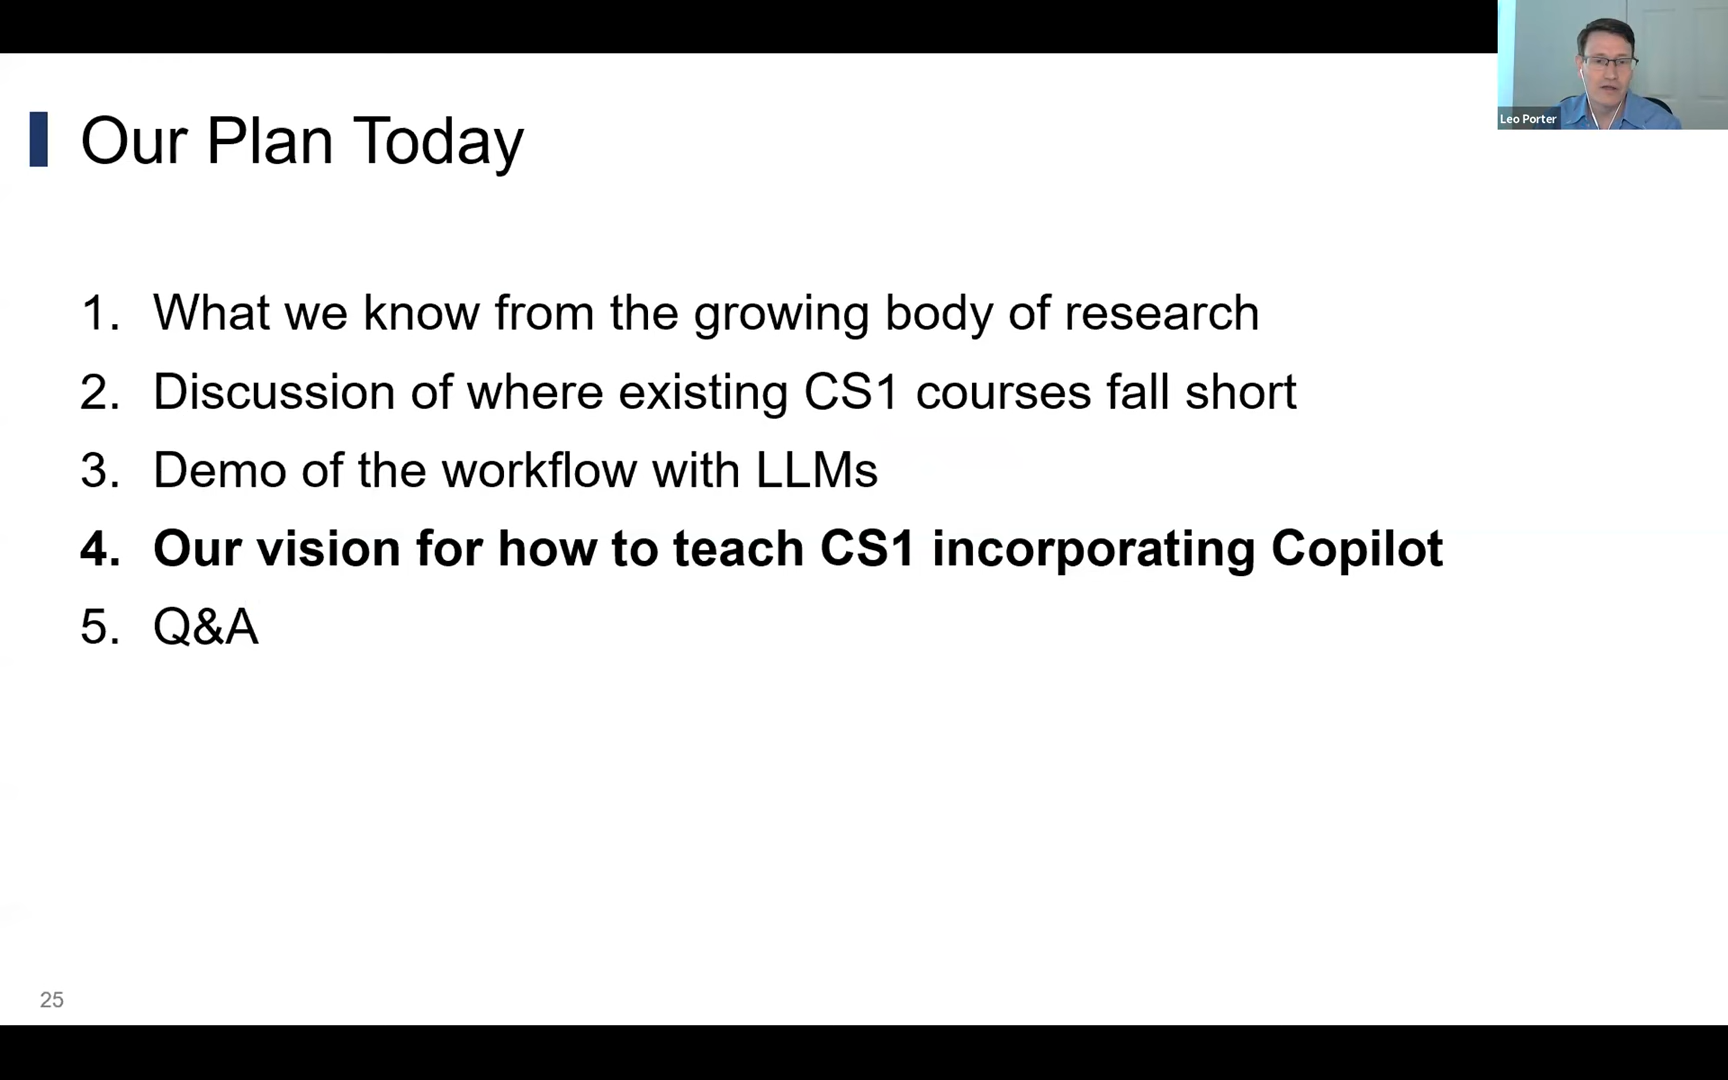 Leo Porter
Our Plan Today
1. What we know from the growing body of research
2. Discussion of where existing CS1 courses fall short
3. Demo of the workflow with LLMs
4. Our vision for how to teach CS1 incorporating Copilot
5. Q&A
25